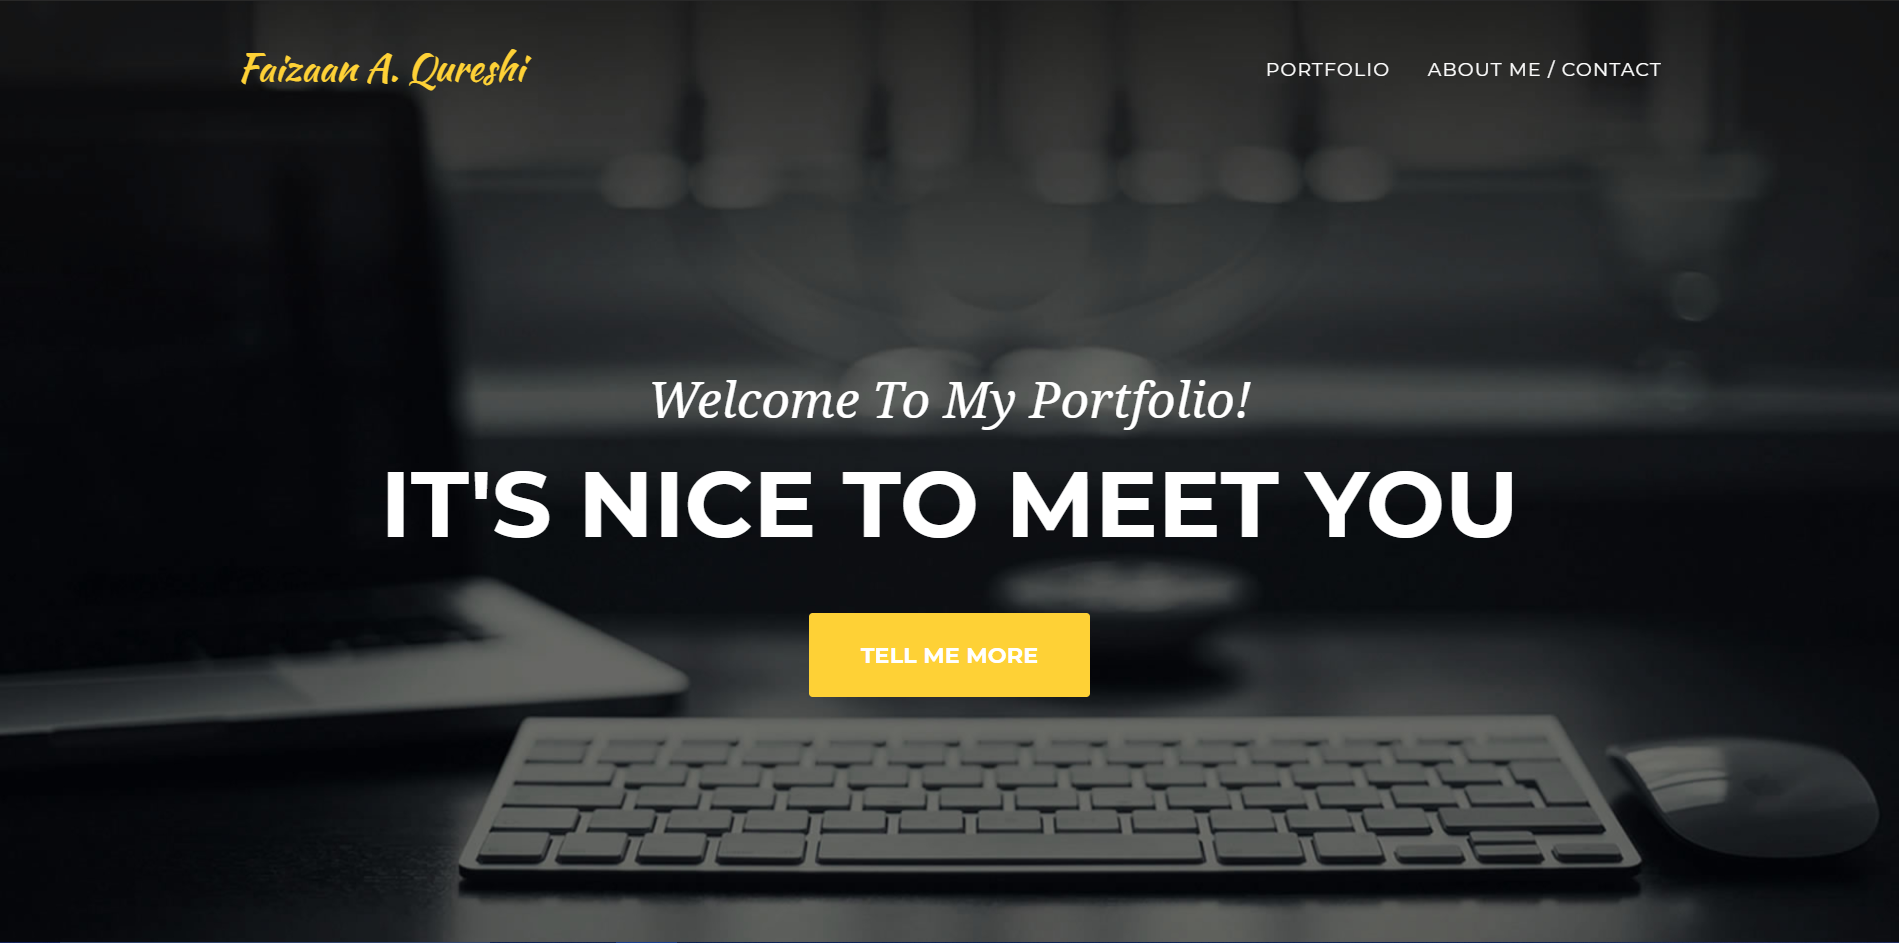 Faizaan A. Qureshi
PORTFOLIO ABOUT ME / CONTACT
Welcome To My Portfolio!
IT'S NICE TO MEET YOU
TELL ME MORE